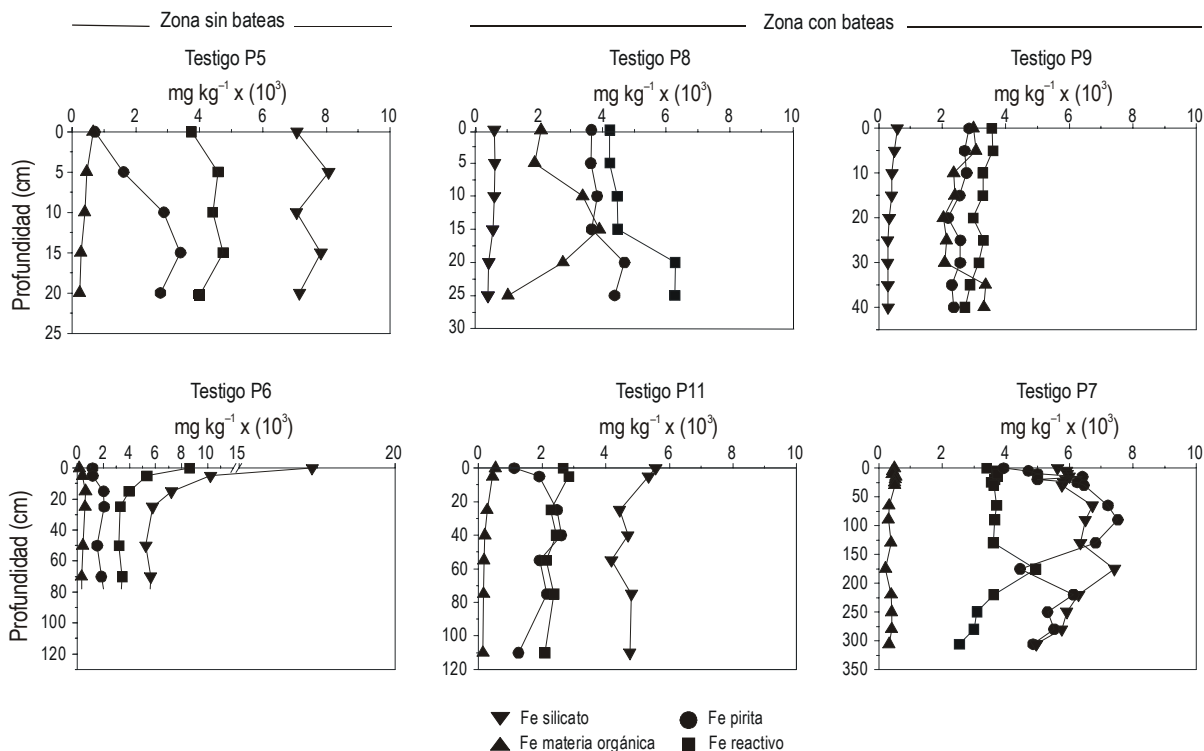 Zona sin bateas
Zona con bateas
Testigo P5
mg kg⁻¹ x (10³)
0 2 4 6 8 10
Profundidad (cm)
0
5
10
15
20
25
Testigo P8
mg kg⁻¹ x (10³)
0 2 4 6 8 10
0
5
10
15
20
25
30
Testigo P9
mg kg⁻¹ x (10³)
0 2 4 6 8 10
0
10
20
30
40
Testigo P6
mg kg⁻¹ x (10³)
0 2 4 6 8 10 15 20
Profundidad (cm)
0
20
40
60
80
100
120
Testigo P11
mg kg⁻¹ x (10³)
0 2 4 6 8 10
0
20
40
60
80
100
120
Testigo P7
mg kg⁻¹ x (10³)
0 2 4 6 8 10
0
50
100
150
200
250
300
350
Fe silicato
Fe pirita
Fe materia orgánica
Fe reactivo